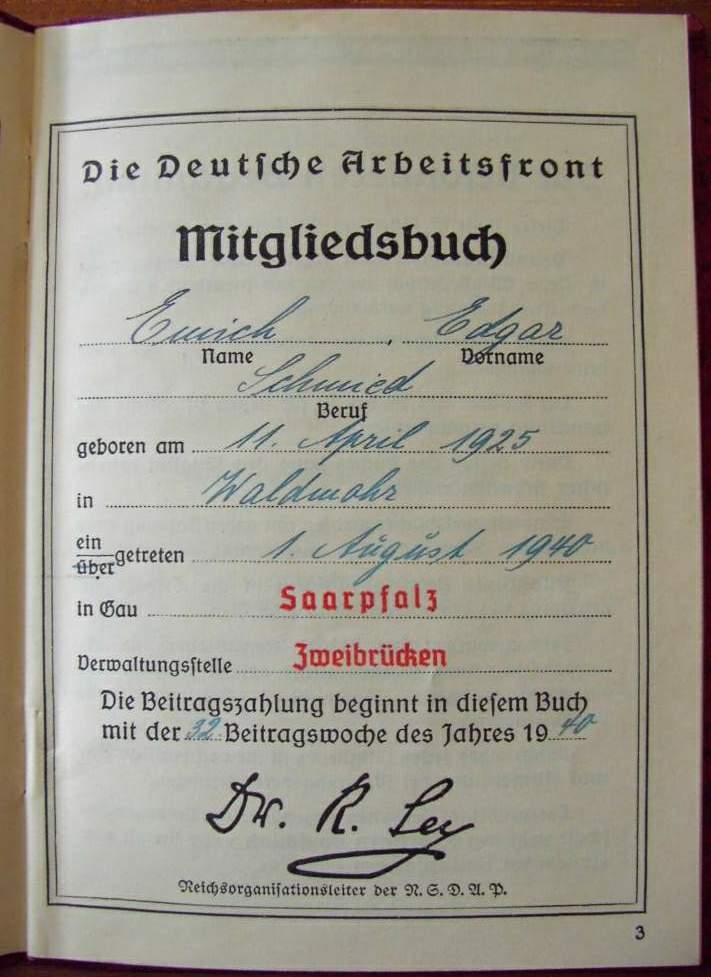 Die Deutſche Arbeitsfront
Mitgliedsbuch
Emich, Edgar
Name Vorname
Schmied
Beruf
geboren am 11. April 1925
in Waldmohr
ein
über getreten 1. August 1940
in Gau Saarpfalz
Verwaltungsſtelle Zweibrücken
Die Beitragszahlung beginnt in dieſem Buch
mit der 32. Beitragswoche des Jahres 1940
Dr. R. Ley
Reichsorganiſationsleiter der N. S. D. A. P.
3